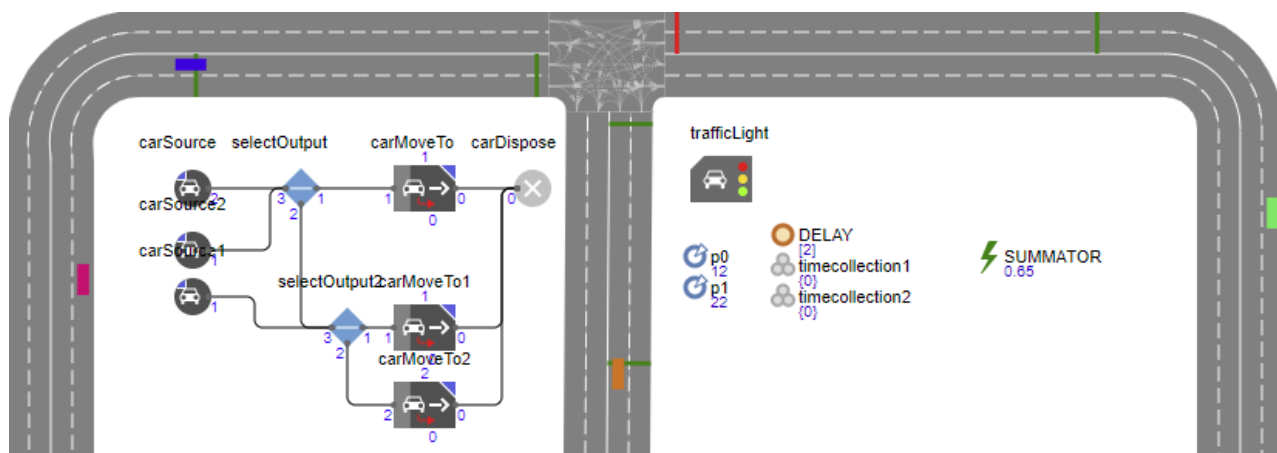 carSource
selectOutput
carMoveTo
carDispose
1
2
3
1
1
0
0
2
0
carSource2
1
carSource1
1
selectOutput2
carMoveTo1
1
3
1
1
0
2
0
carMoveTo2
2
2
0
0
trafficLight
p0
12
p1
22
DELAY
[2]
timecollection1
{0}
timecollection2
{0}
SUMMATOR
0.65